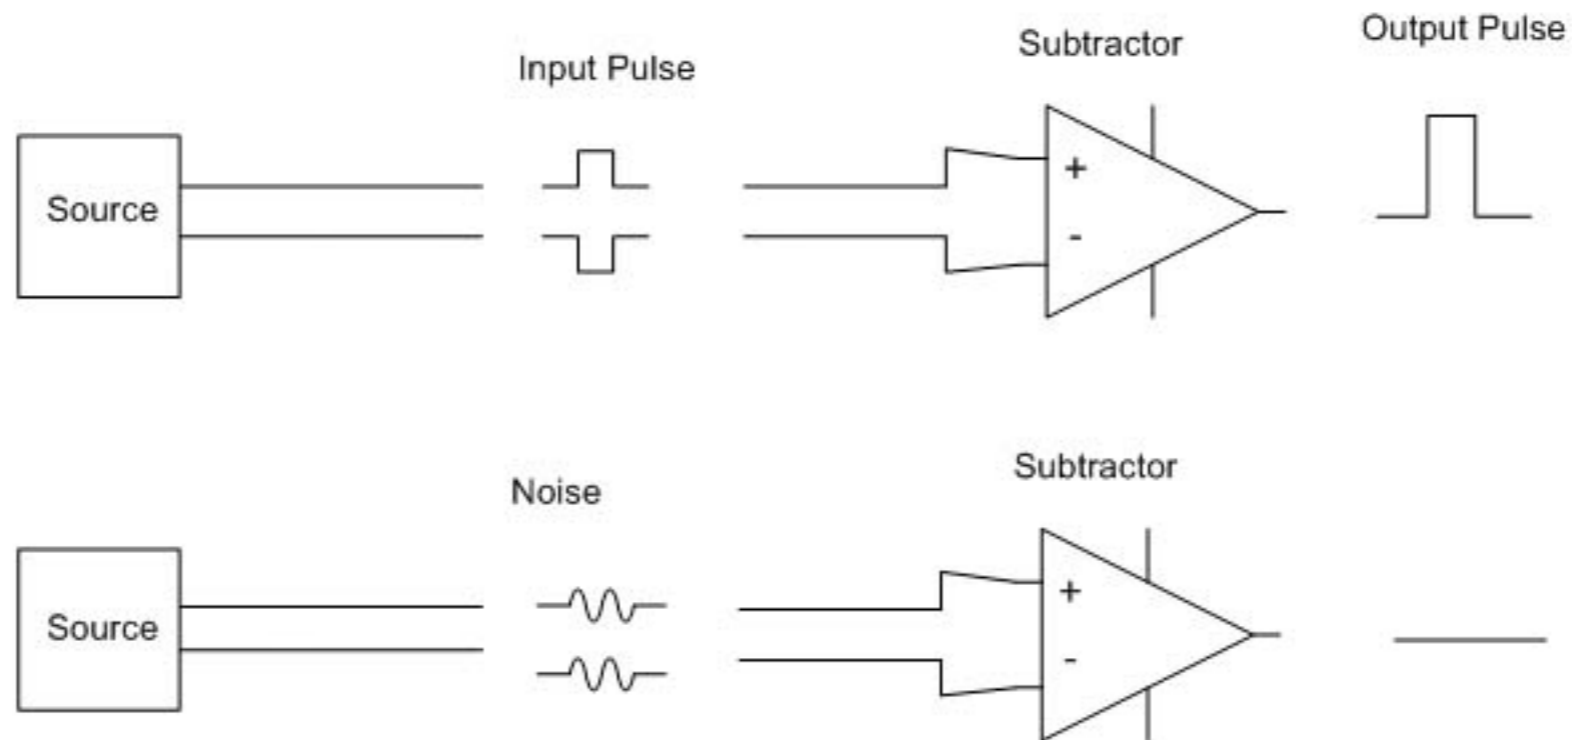 Input Pulse
Subtractor
Output Pulse
Source
+
-
Noise
Subtractor
Source
+
-